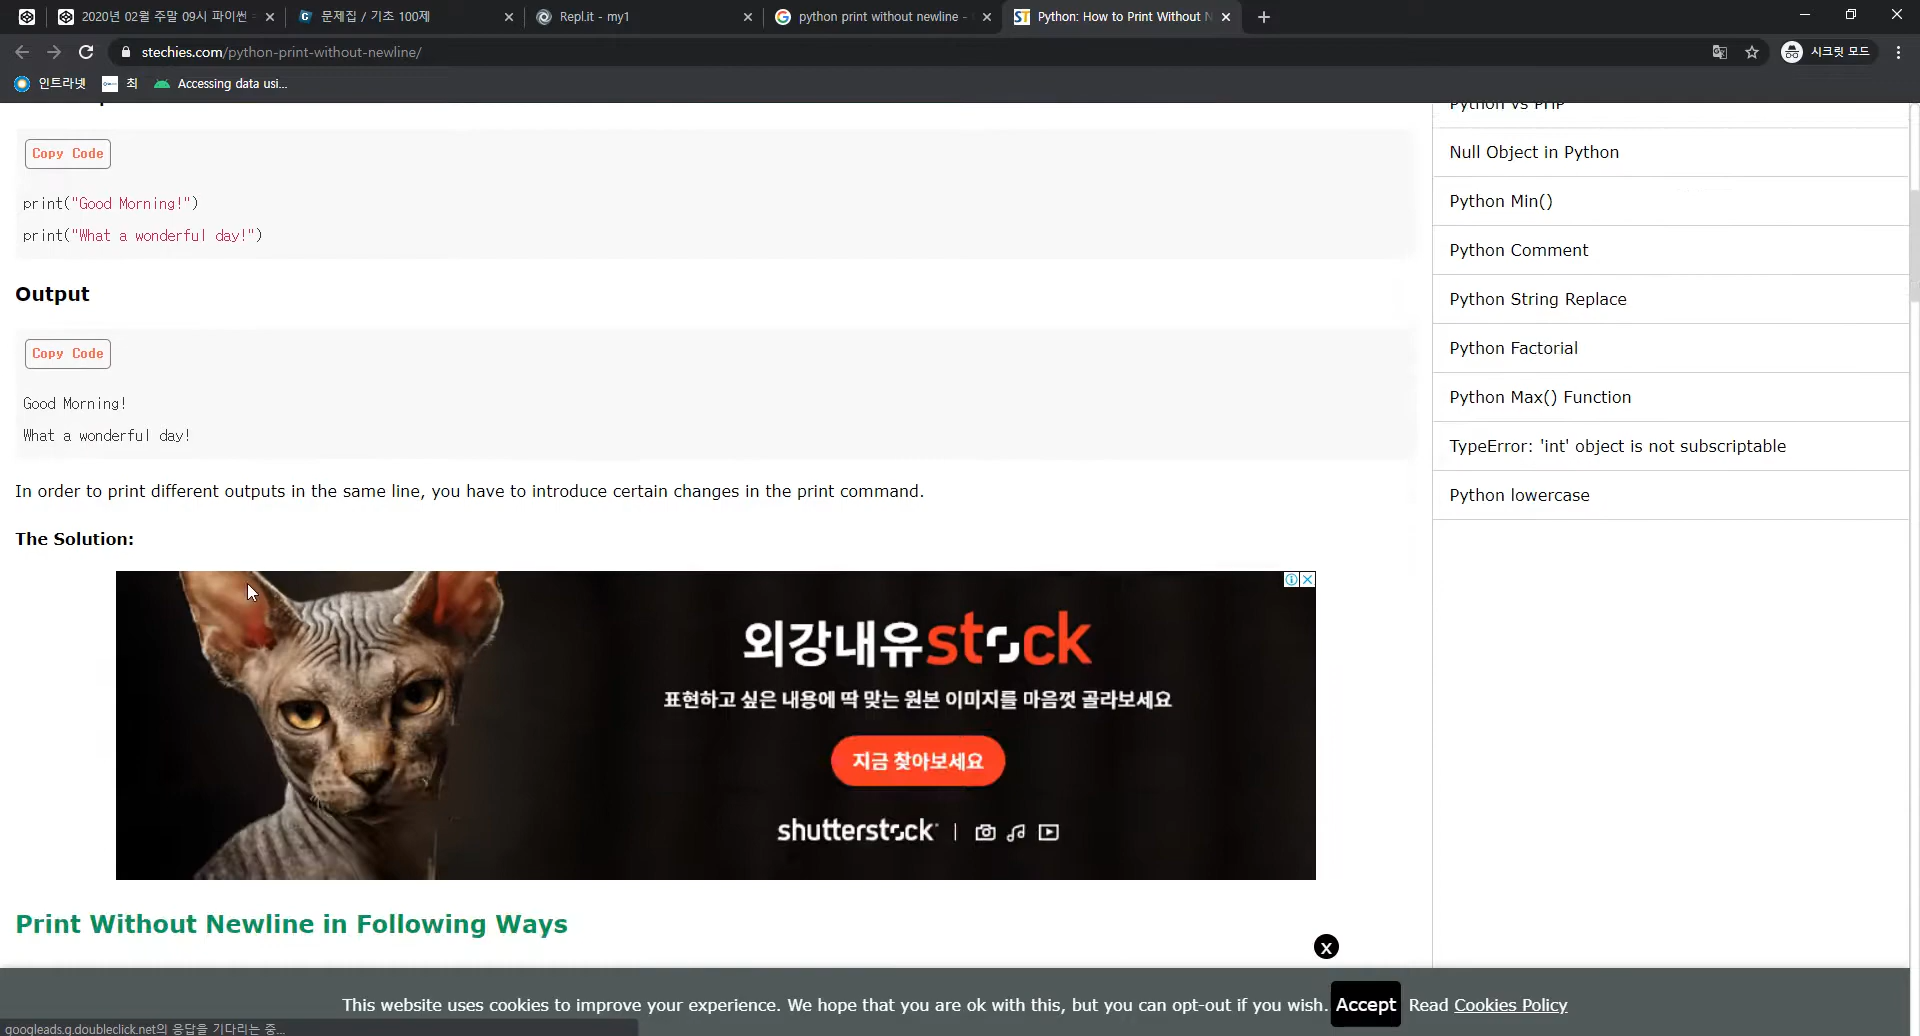 2020년 02월 주말 09시 파이썬
문제집 / 기초 100제
Repl.it - my1
python print without newline -
Python: How to Print Without N
stechies.com/python-print-without-newline/
시크릿 모드
인트라넷
최
Accessing data usi...
Copy Code
print("Good Morning!")
print("What a wonderful day!")
Output
Copy Code
Good Morning!
What a wonderful day!
In order to print different outputs in the same line, you have to introduce certain changes in the print command.
The Solution:
외강내유stock
표현하고 싶은 내용에 딱 맞는 원본 이미지를 마음껏 골라보세요
지금 찾아보세요
shutterstock
Print Without Newline in Following Ways
Python vs PHP
Null Object in Python
Python Min()
Python Comment
Python String Replace
Python Factorial
Python Max() Function
TypeError: 'int' object is not subscriptable
Python lowercase
x
This website uses cookies to improve your experience. We hope that you are ok with this, but you can opt-out if you wish. Accept Read Cookies Policy
googleads.g.doubleclick.net의 응답을 기다리는 중...